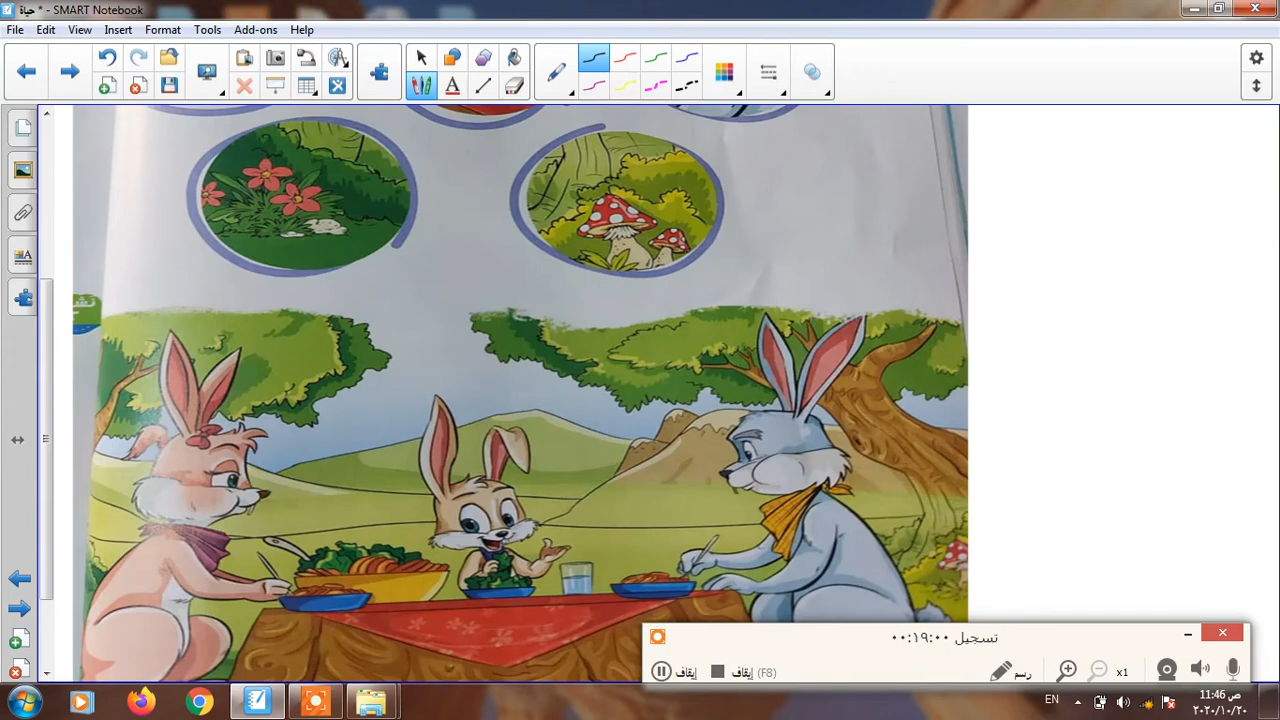 حياة * - SMART Notebook
File Edit View Insert Format Tools Add-ons Help
تسجيل ٠٠:١٩:٠٠
إيقاف إيقاف (F8) رسم x1
EN ص 11:46
٢٠٢٠/١٠/٢٠